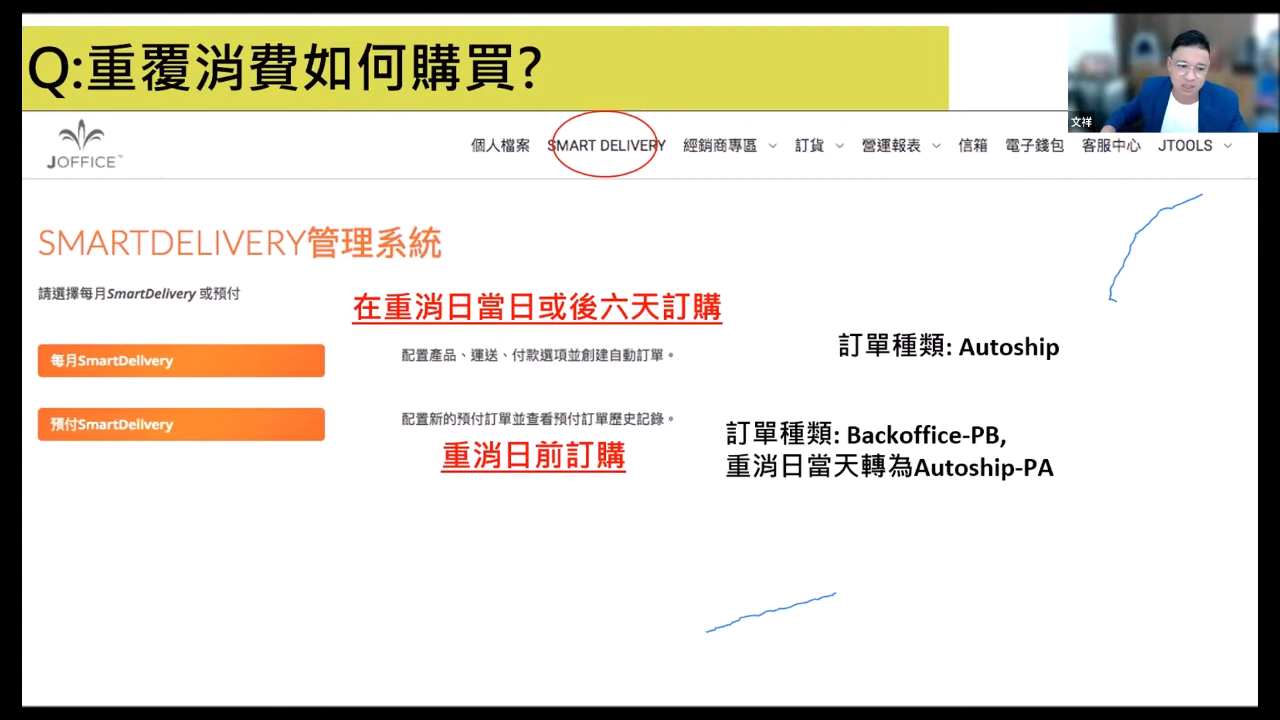 Q:重覆消費如何購買?
文祥
JOFFICE™
個人檔案 SMART DELIVERY 經銷商專區 訂貨 營運報表 信箱 電子錢包 客服中心 JTOOLS
SMARTDELIVERY管理系統
請選擇每月SmartDelivery 或預付
在重消日當日或後六天訂購
每月SmartDelivery
配置產品、運送、付款選項並創建自動訂單。
訂單種類: Autoship
預付SmartDelivery
配置新的預付訂單並查看預付訂單歷史記錄。
重消日前訂購
訂單種類: Backoffice-PB,
重消日當天轉為Autoship-PA